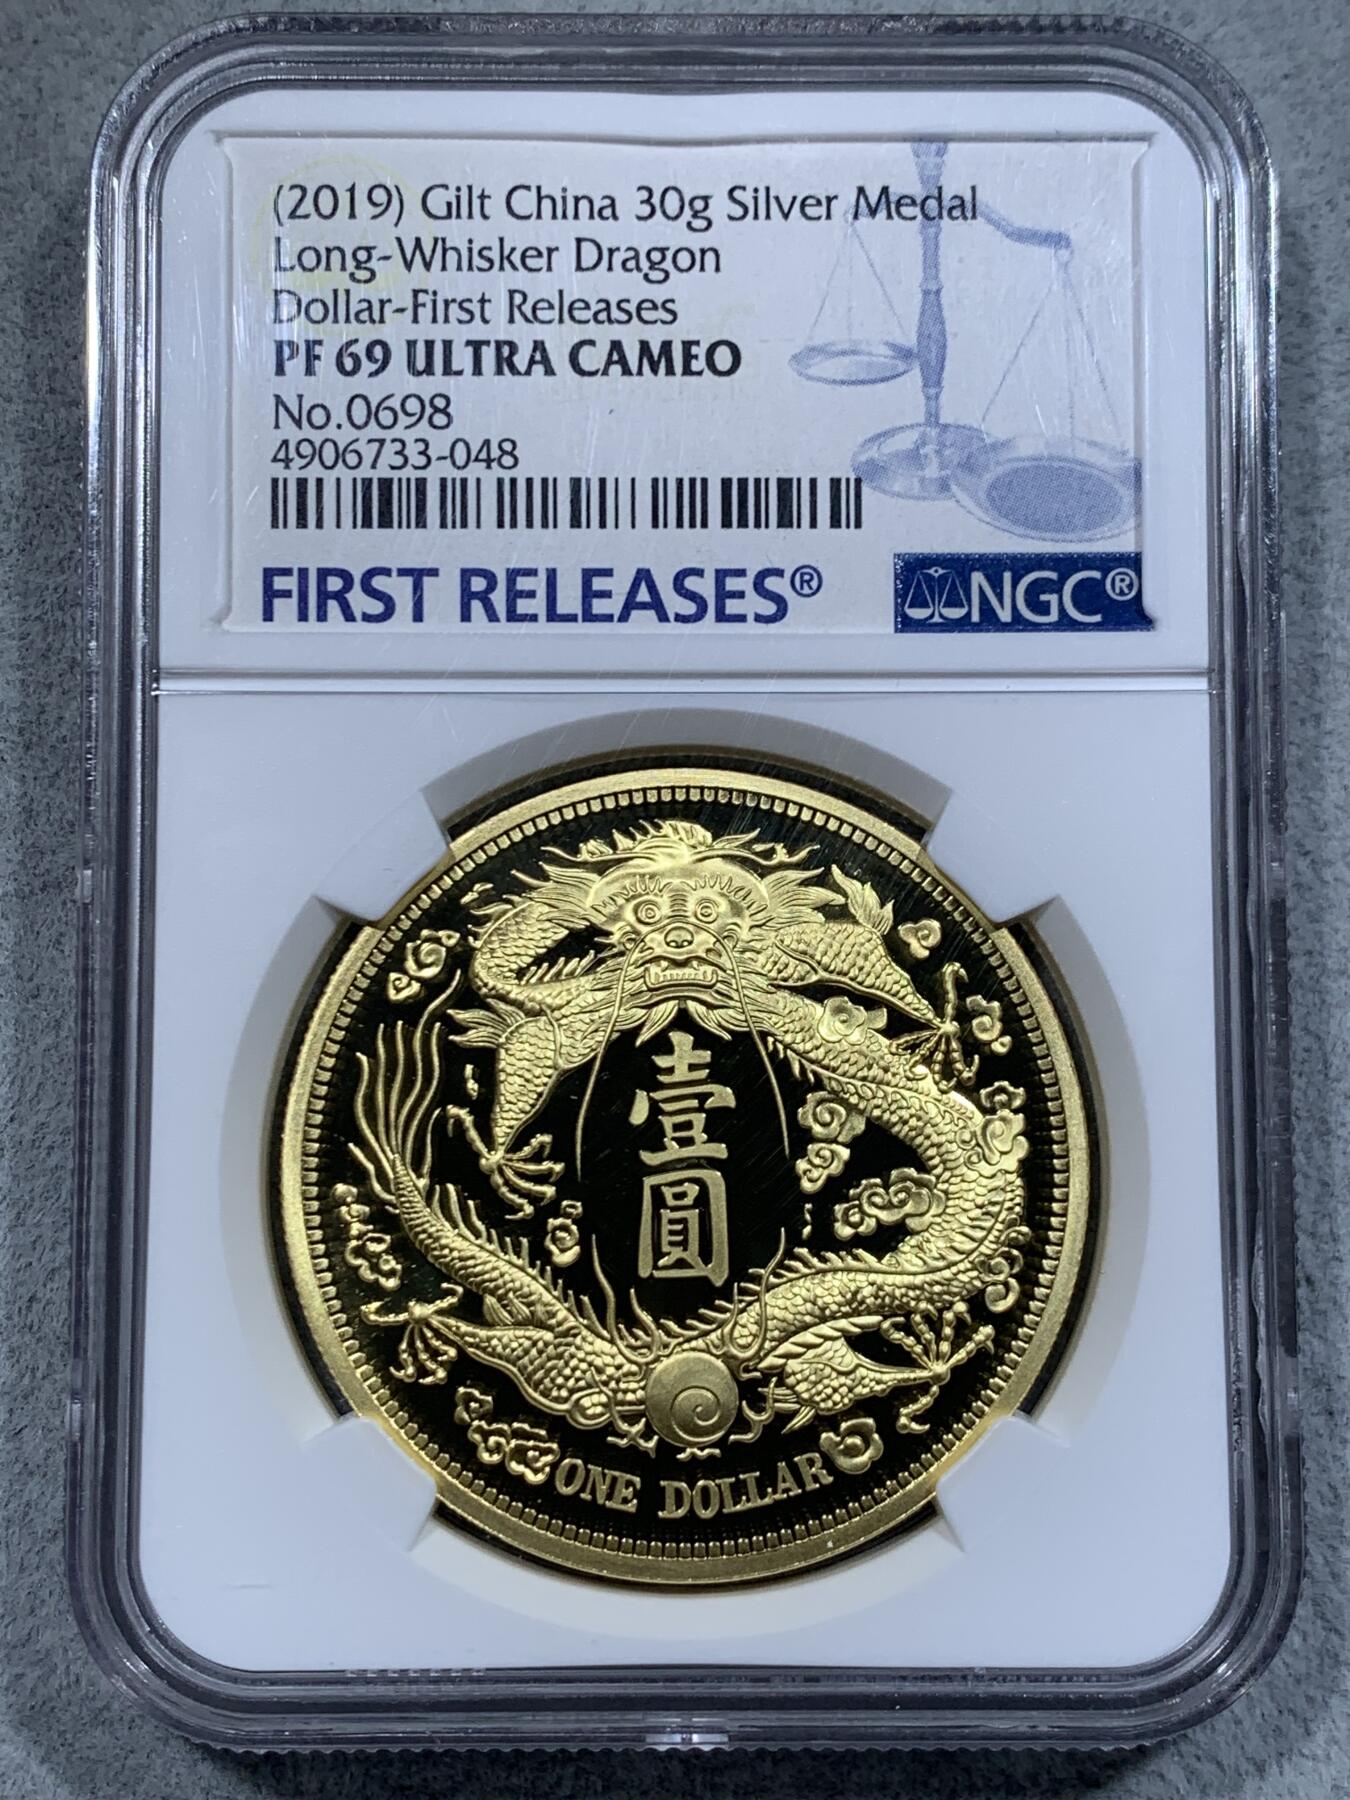 (2019) Gilt China 30g Silver Medal
Long-Whisker Dragon
Dollar-First Releases
PF 69 ULTRA CAMEO
No.0698
4906733-048
FIRST RELEASES®
NGC®
壹
圓
ONE DOLLAR